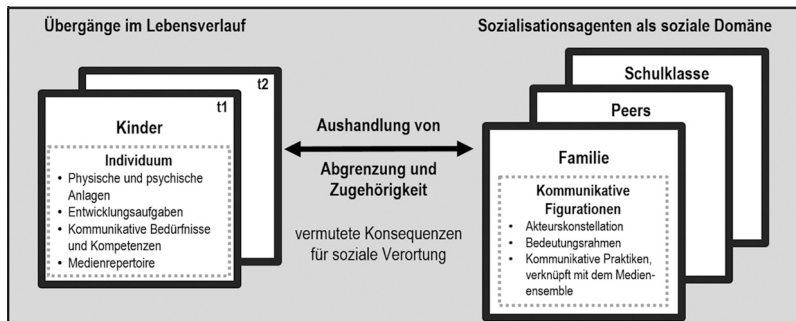 Übergänge im Lebensverlauf
t2
t1
Kinder
Individuum
• Physische und psychische
Anlagen
• Entwicklungsaufgaben
• Kommunikative Bedürfnisse
und Kompetenzen
• Medienrepertoire
Aushandlung von
Abgrenzung und
Zugehörigkeit
vermutete Konsequenzen
für soziale Verortung
Sozialisationsagenten als soziale Domäne
Schulklasse
Peers
Familie
Kommunikative
Figurationen
• Akteurskonstellation
• Bedeutungsrahmen
• Kommunikative Praktiken,
verknüpft mit dem Medien-
ensemble